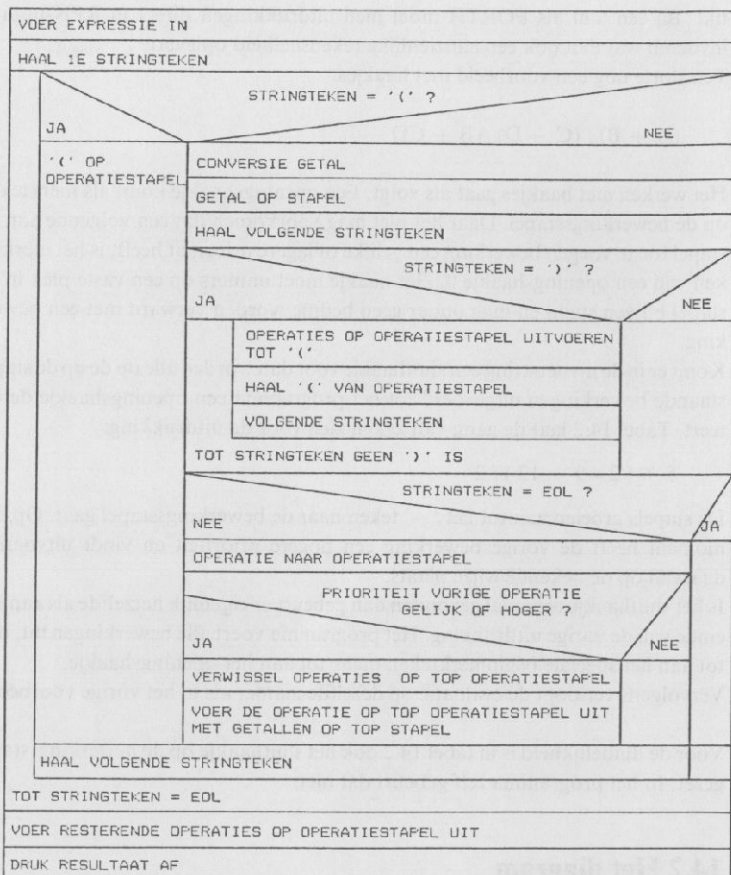 VOER EXPRESSIE IN
HAAL 1E STRINGTEKEN
STRINGTEKEN = '(' ?
JA
NEE
'(' OP
OPERATIESTAPEL
CONVERSIE GETAL
GETAL OP STAPEL
HAAL VOLGENDE STRINGTEKEN
STRINGTEKEN = ')' ?
JA
NEE
OPERATIES OP OPERATIESTAPEL UITVOEREN
TOT '('
HAAL '(' VAN OPERATIESTAPEL
VOLGENDE STRINGTEKEN
TOT STRINGTEKEN GEEN ')' IS
STRINGTEKEN = EOL ?
NEE
JA
OPERATIE NAAR OPERATIESTAPEL
PRIORITEIT VORIGE OPERATIE
GELIJK OF HOGER ?
JA
NEE
VERWISSEL OPERATIES OP TOP OPERATIESTAPEL
VOER DE OPERATIE OP TOP OPERATIESTAPEL UIT
MET GETALLEN OP TOP STAPEL
HAAL VOLGENDE STRINGTEKEN
TOT STRINGTEKEN = EOL
VOER RESTERENDE OPERATIES OP OPERATIESTAPEL UIT
DRUK RESULTAAT AF